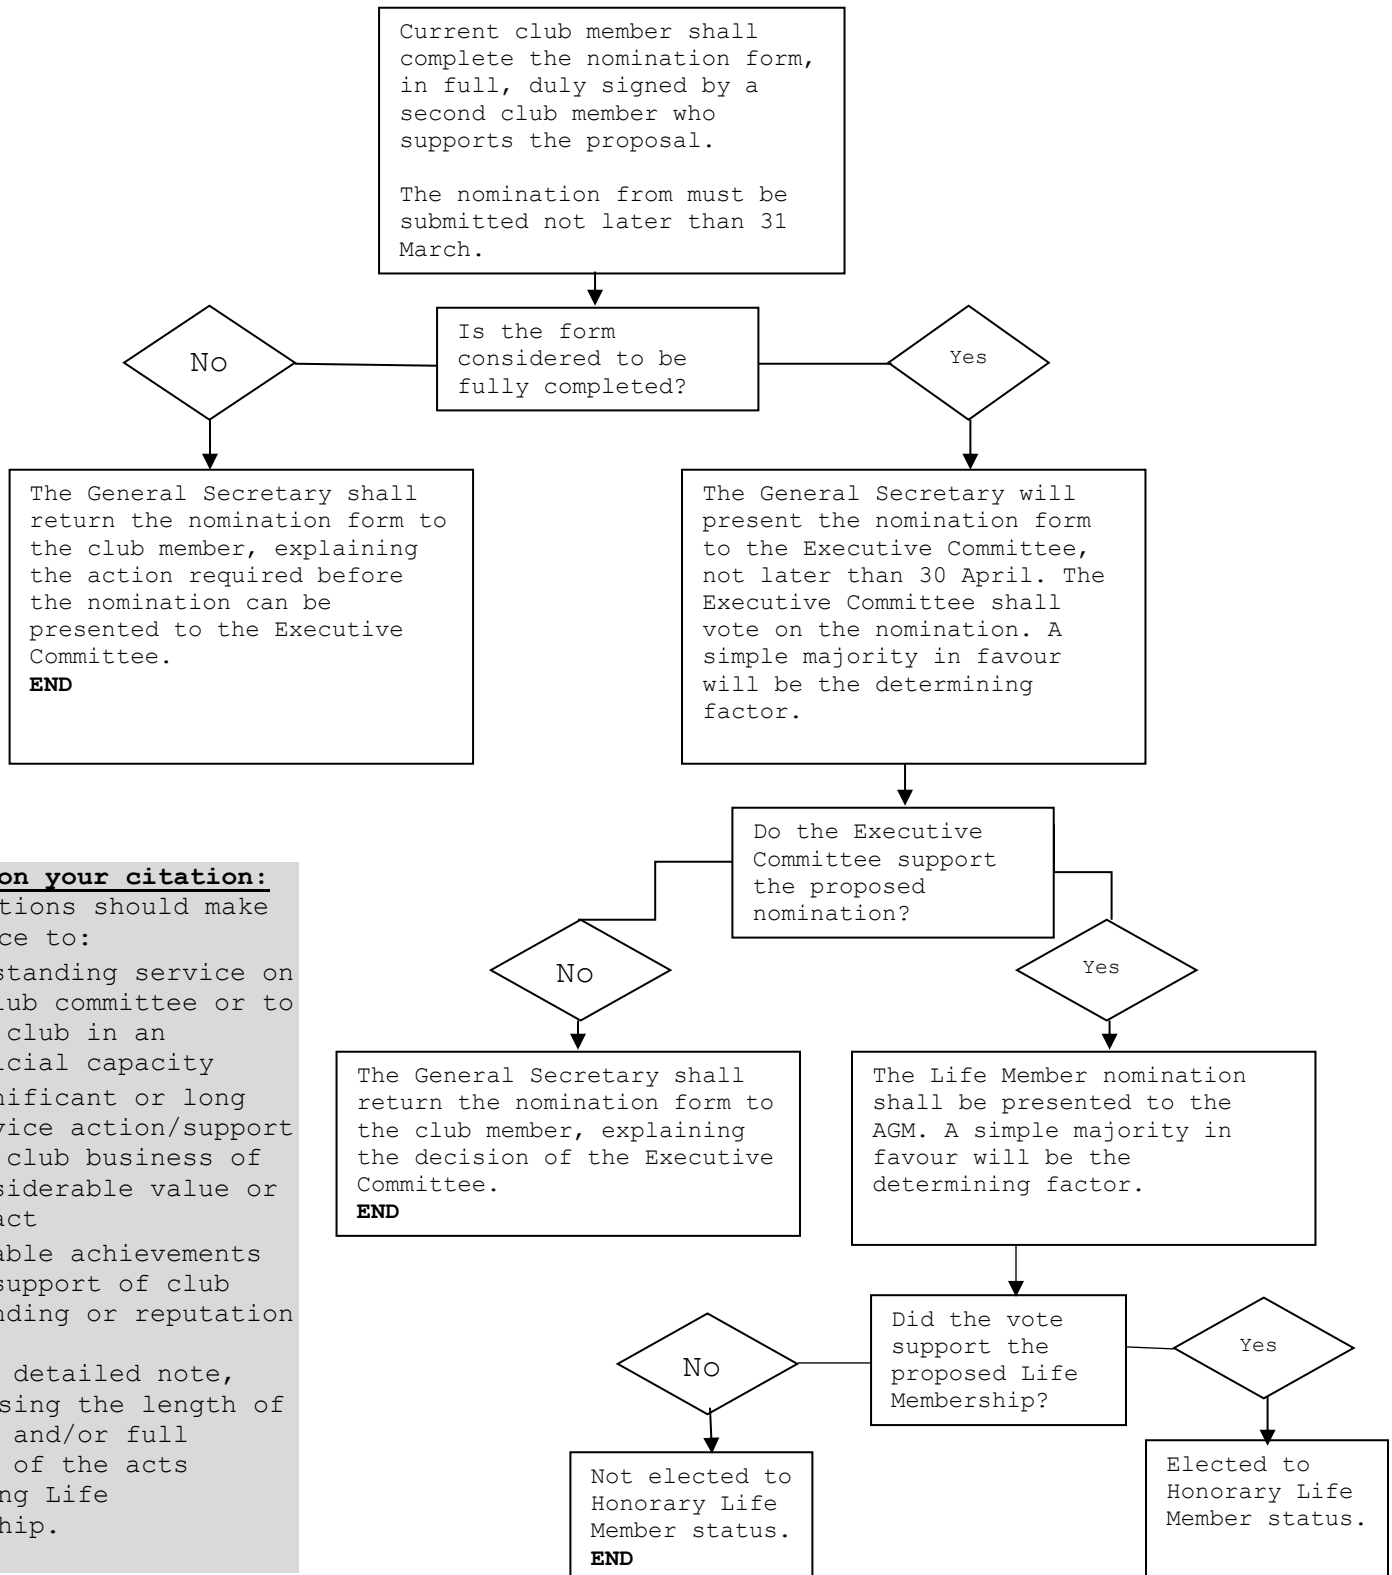 Current club member shall
complete the nomination form,
in full, duly signed by a
second club member who
supports the proposal.
The nomination from must be
submitted not later than 31
March.
Is the form
considered to be
fully completed?
No
Yes
The General Secretary shall
return the nomination form to
the club member, explaining
the action required before
the nomination can be
presented to the Executive
Committee.
END
The General Secretary will
present the nomination form
to the Executive Committee,
not later than 30 April. The
Executive Committee shall
vote on the nomination. A
simple majority in favour
will be the determining
factor.
Do the Executive
Committee support
the proposed
nomination?
No
Yes
The General Secretary shall
return the nomination form to
the club member, explaining
the decision of the Executive
Committee.
END
The Life Member nomination
shall be presented to the
AGM. A simple majority in
favour will be the
determining factor.
Did the vote
support the
proposed Life
Membership?
No
Yes
Not elected to
Honorary Life
Member status.
END
Elected to
Honorary Life
Member status.
on your citation:
tions should make
ce to:
standing service on
lub committee or to
club in an
icial capacity
nificant or long
vice action/support
club business of
siderable value or
act
able achievements
support of club
nding or reputation
detailed note,
sing the length of
and/or full
of the acts
ng Life
hip.